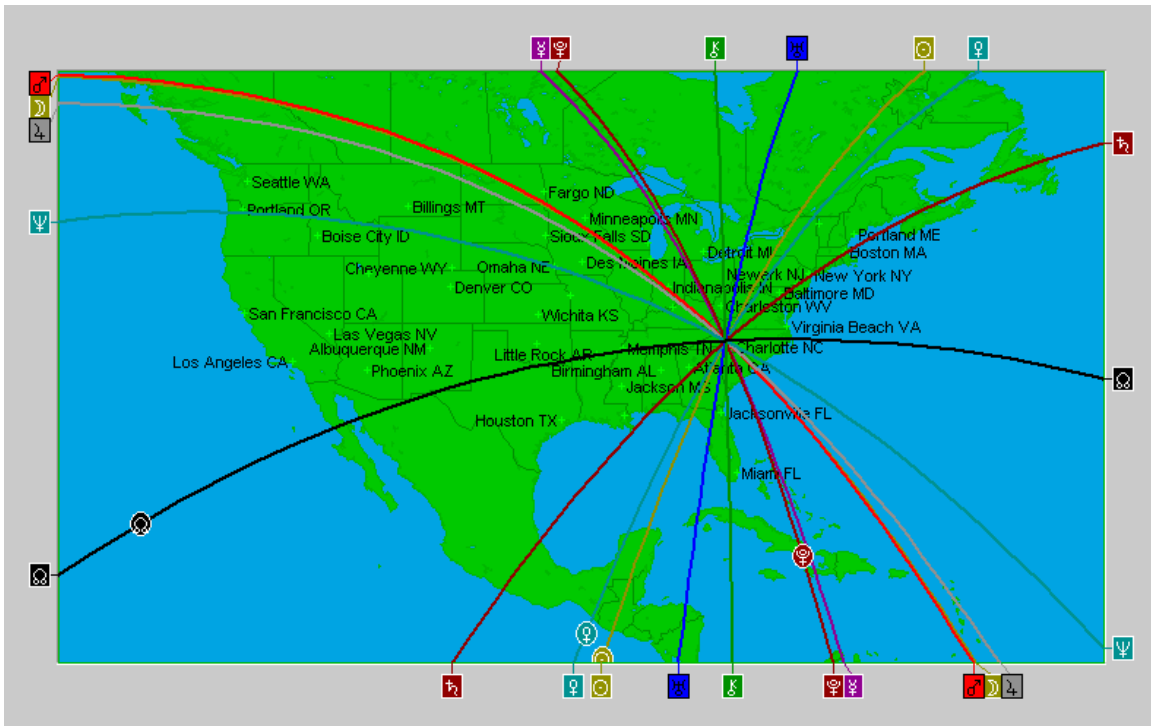 ☿ ♇ ⚷ ♅ ☉ ♀
♂
☽
♃
♄
Seattle WA
Fargo ND
Portland OR
Billings MT
Minneapolis MN
♆
Boise City ID
Sioux Falls SD
Portland ME
Detroit MI
Boston MA
Cheyenne WY
Omaha NE
Des Moines IA
Newark NJ
New York NY
Denver CO
Indianapolis IN
Baltimore MD
San Francisco CA
Wichita KS
Charleston WV
Las Vegas NV
Virginia Beach VA
Albuquerque NM
Little Rock AR
Memphis TN
Charlotte NC
Los Angeles CA
Phoenix AZ
Birmingham AL
Atlanta GA
☊
Jackson MS
Houston TX
Jacksonville FL
Miami FL
☊
♇
☊
♀
☉
♆
♄ ♀ ☉ ♅ ⚷ ♇ ☿ ♂ ☽ ♃